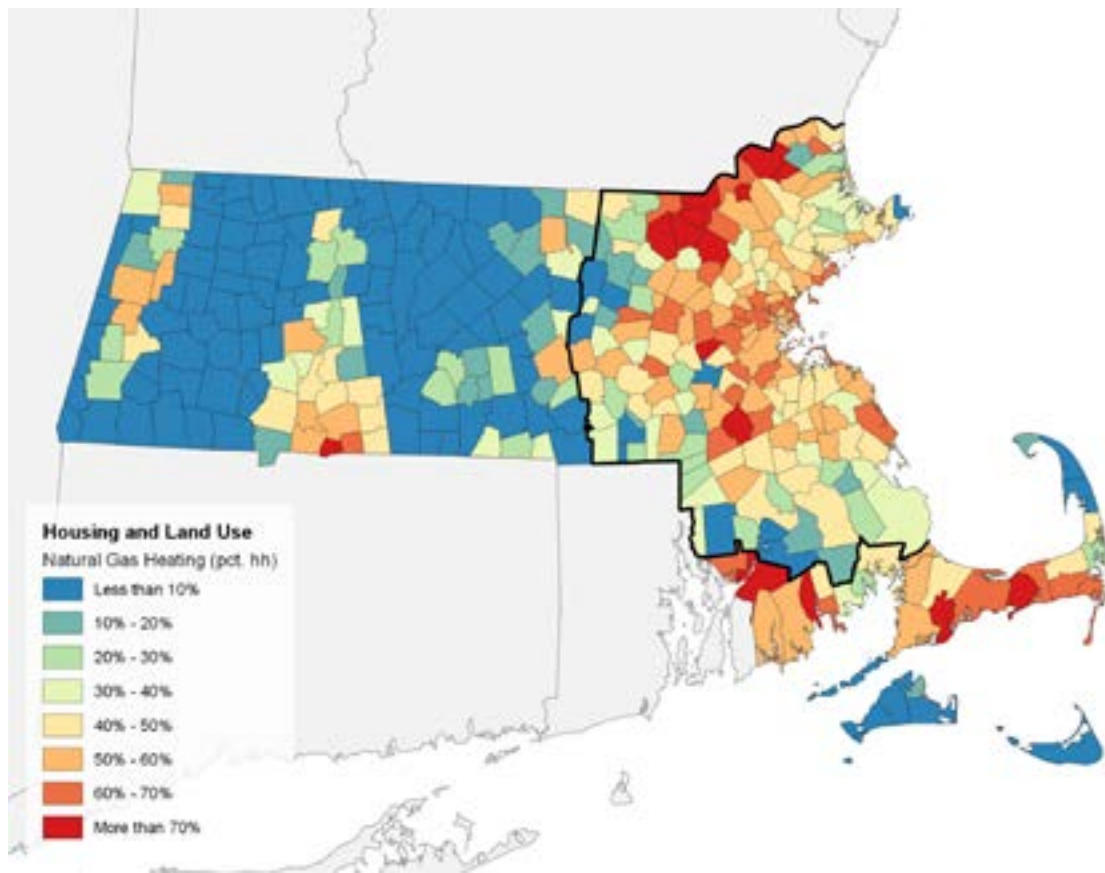 Housing and Land Use
Natural Gas Heating (pct. hh)
Less than 10%
10% - 20%
20% - 30%
30% - 40%
40% - 50%
50% - 60%
60% - 70%
More than 70%